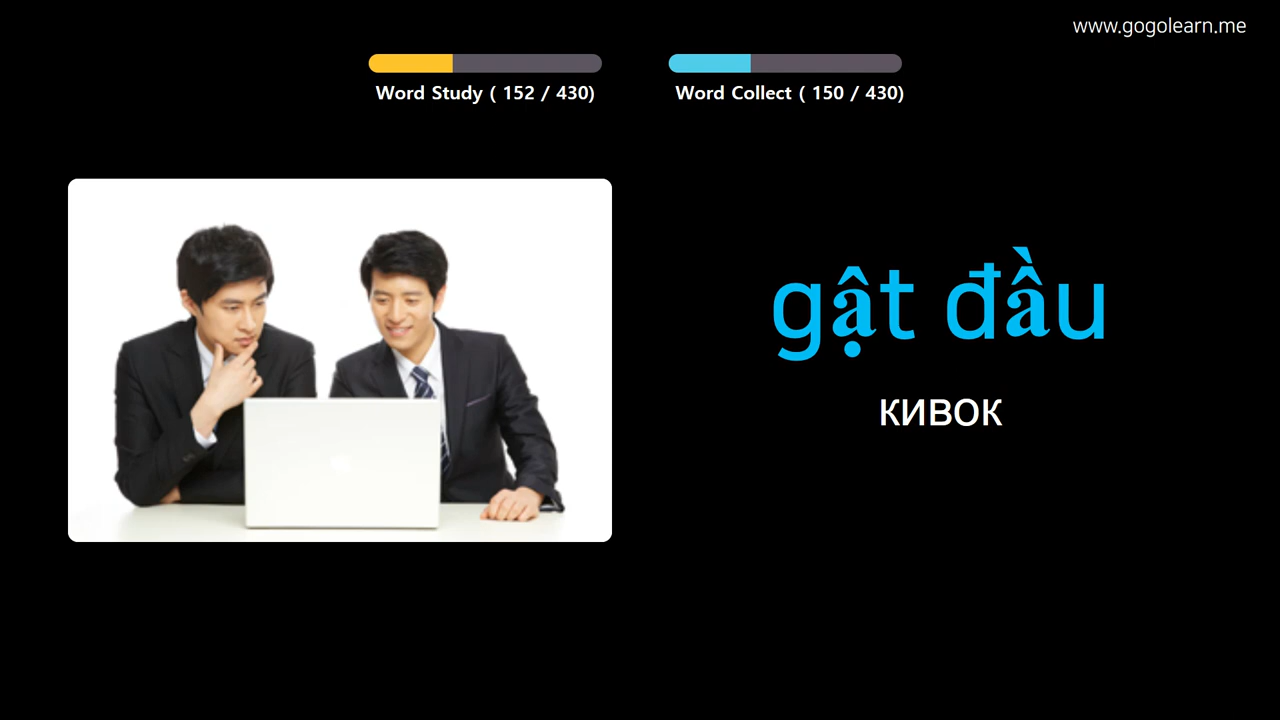 www.gogolearn.me
Word Study ( 152 / 430)
Word Collect ( 150 / 430)
gật đầu
кивок